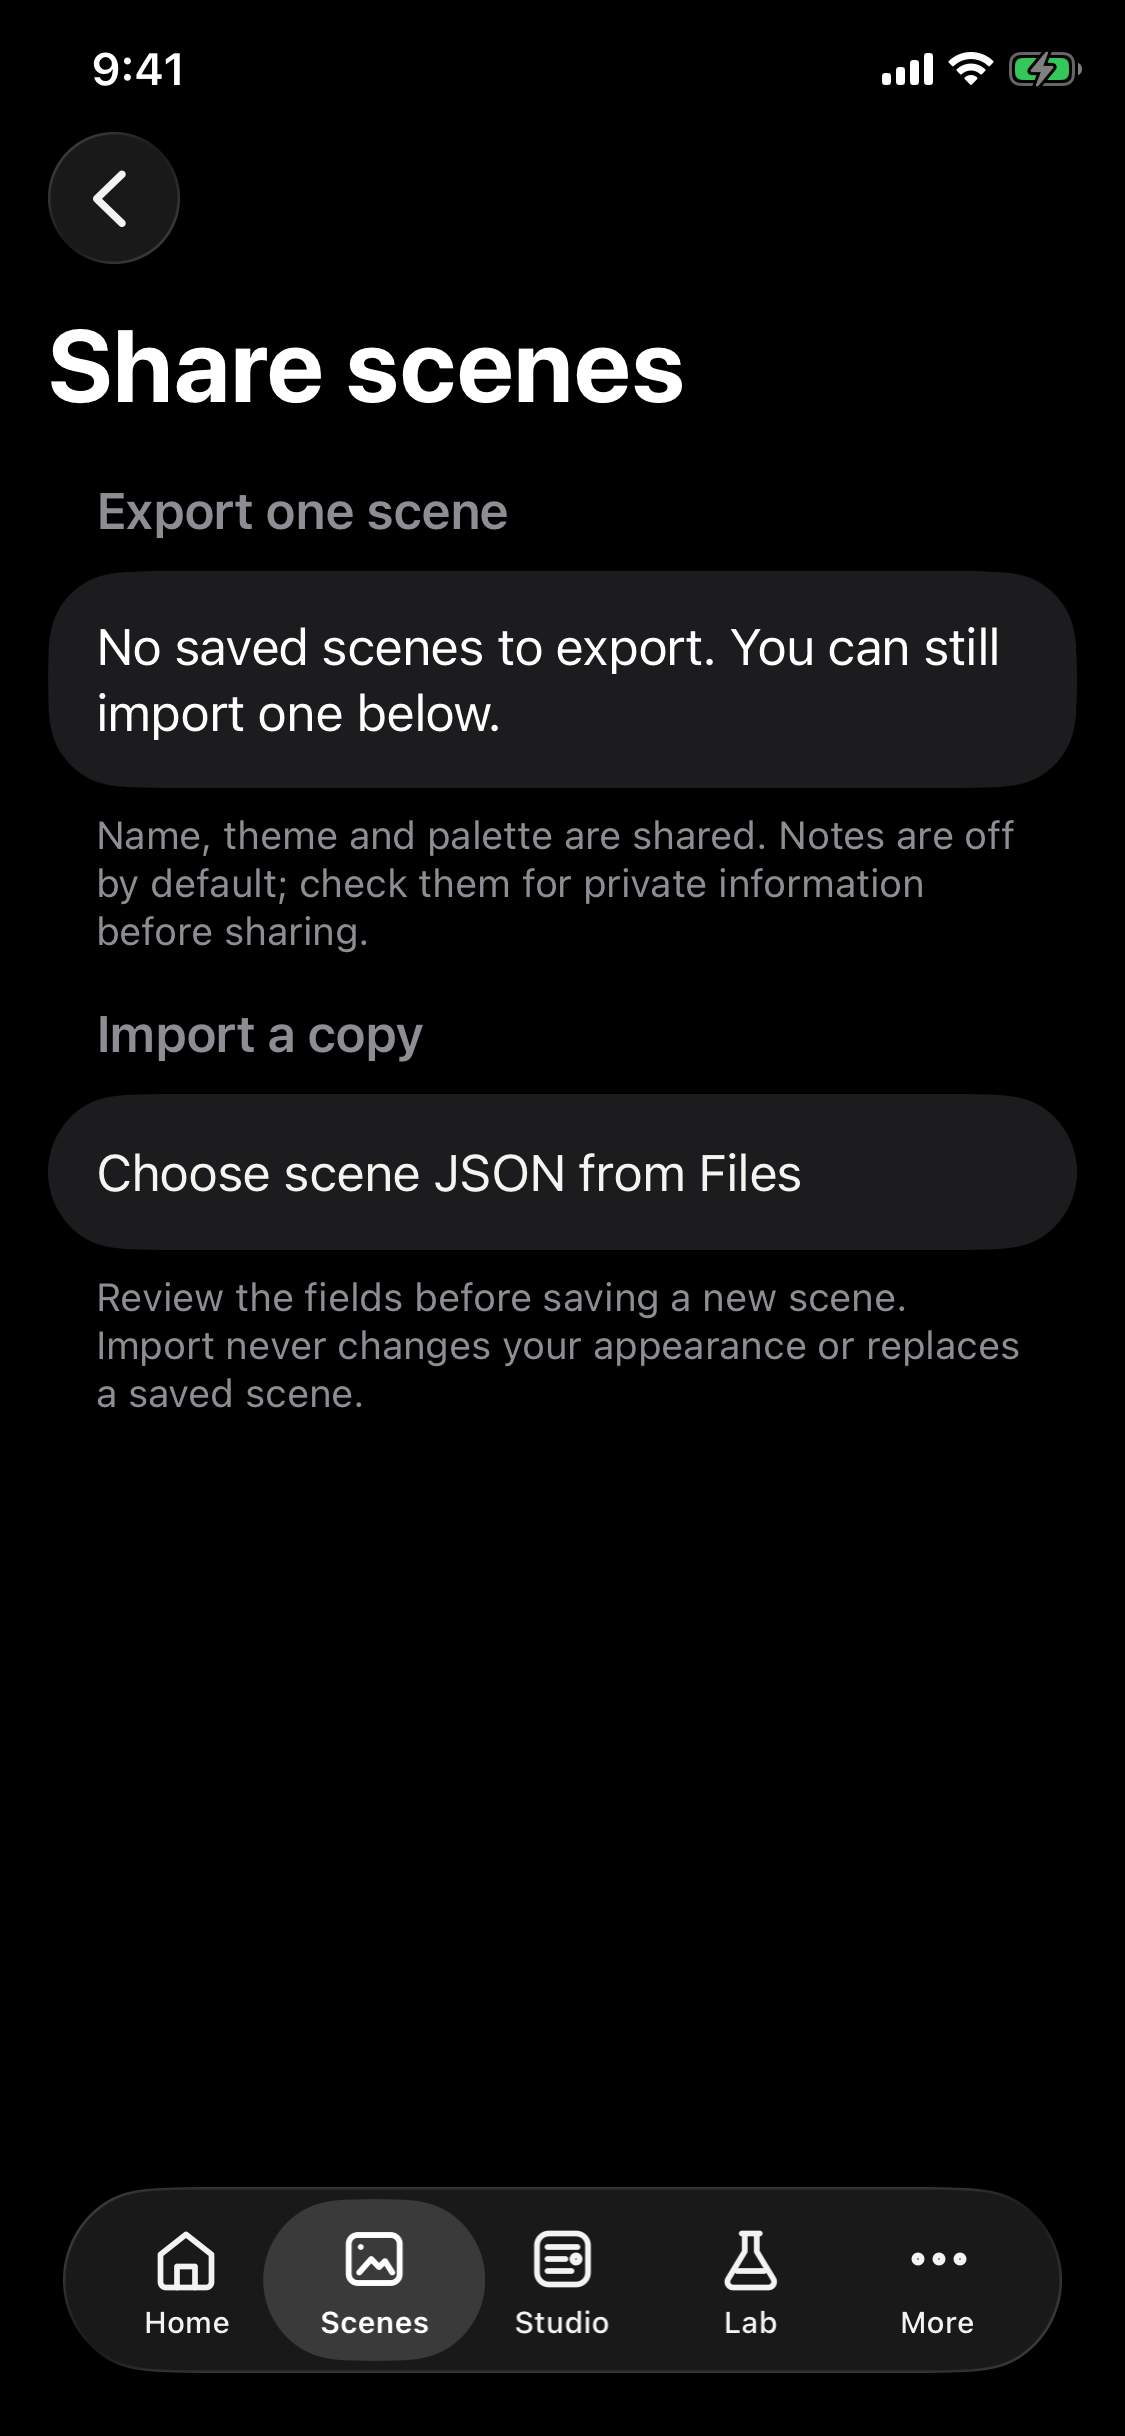 9:41
Share scenes
Export one scene
No saved scenes to export. You can still
import one below.
Name, theme and palette are shared. Notes are off
by default; check them for private information
before sharing.
Import a copy
Choose scene JSON from Files
Review the fields before saving a new scene.
Import never changes your appearance or replaces
a saved scene.
Home
Scenes
Studio
Lab
More